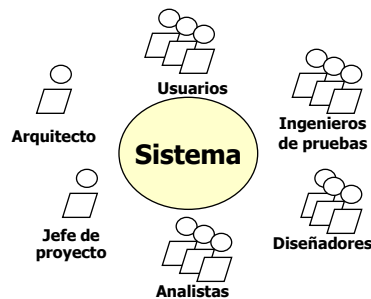 Usuarios
Arquitecto
Ingenieros
de pruebas
Sistema
Jefe de
proyecto
Diseñadores
Analistas